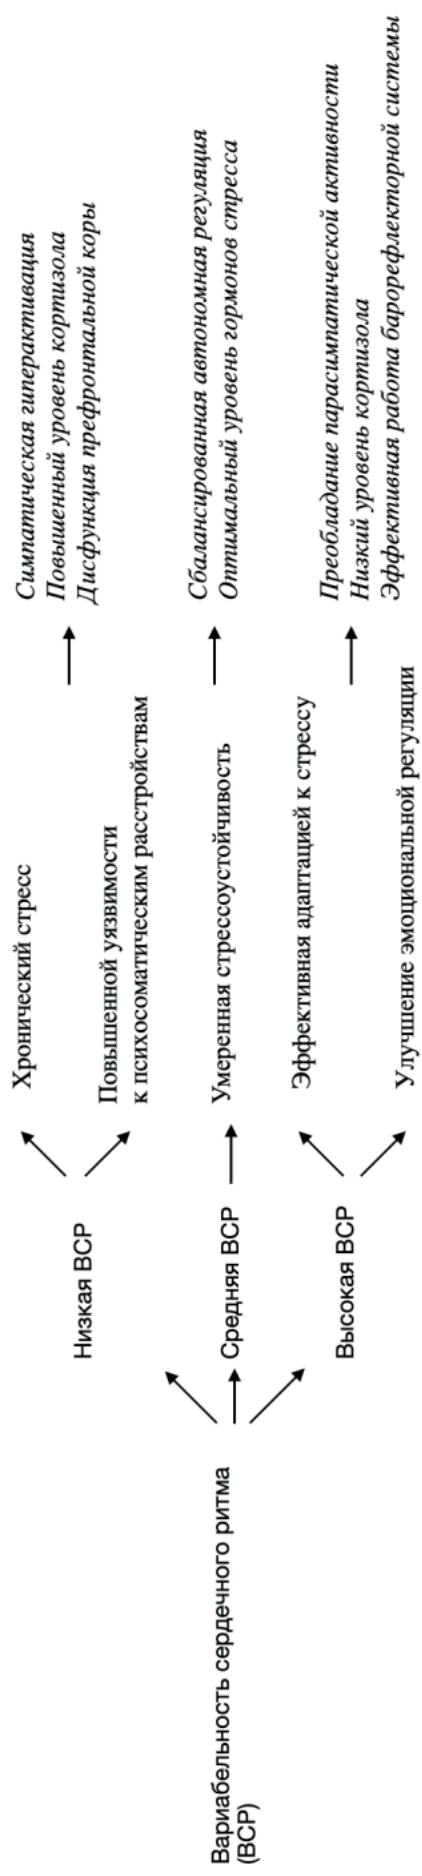 Вариабельность сердечного ритма
(ВСР)
Низкая ВСР
Хронический стресс
Повышенной уязвимости
к психосоматическим расстройствам
Симпатическая гиперактивация
Повышенный уровень кортизола
Дисфункция префронтальной коры
Средняя ВСР
Умеренная стрессоустойчивость
Сбалансированная автономная регуляция
Оптимальный уровень гормонов стресса
Высокая ВСР
Эффективная адаптацией к стрессу
Улучшение эмоциональной регуляции
Преобладание парасимпатической активности
Низкий уровень кортизола
Эффективная работа барорефлекторной системы